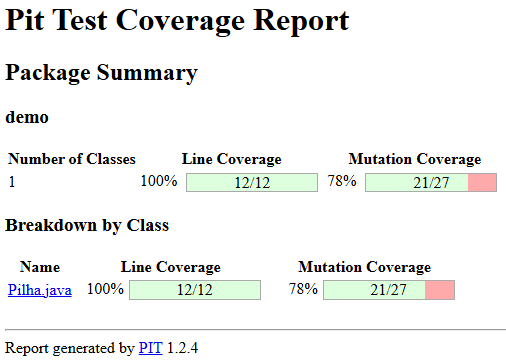 Pit Test Coverage Report
Package Summary
demo
Number of Classes Line Coverage Mutation Coverage
1 100% 12/12 78% 21/27
Breakdown by Class
Name Line Coverage Mutation Coverage
Pilha.java 100% 12/12 78% 21/27
Report generated by PIT 1.2.4